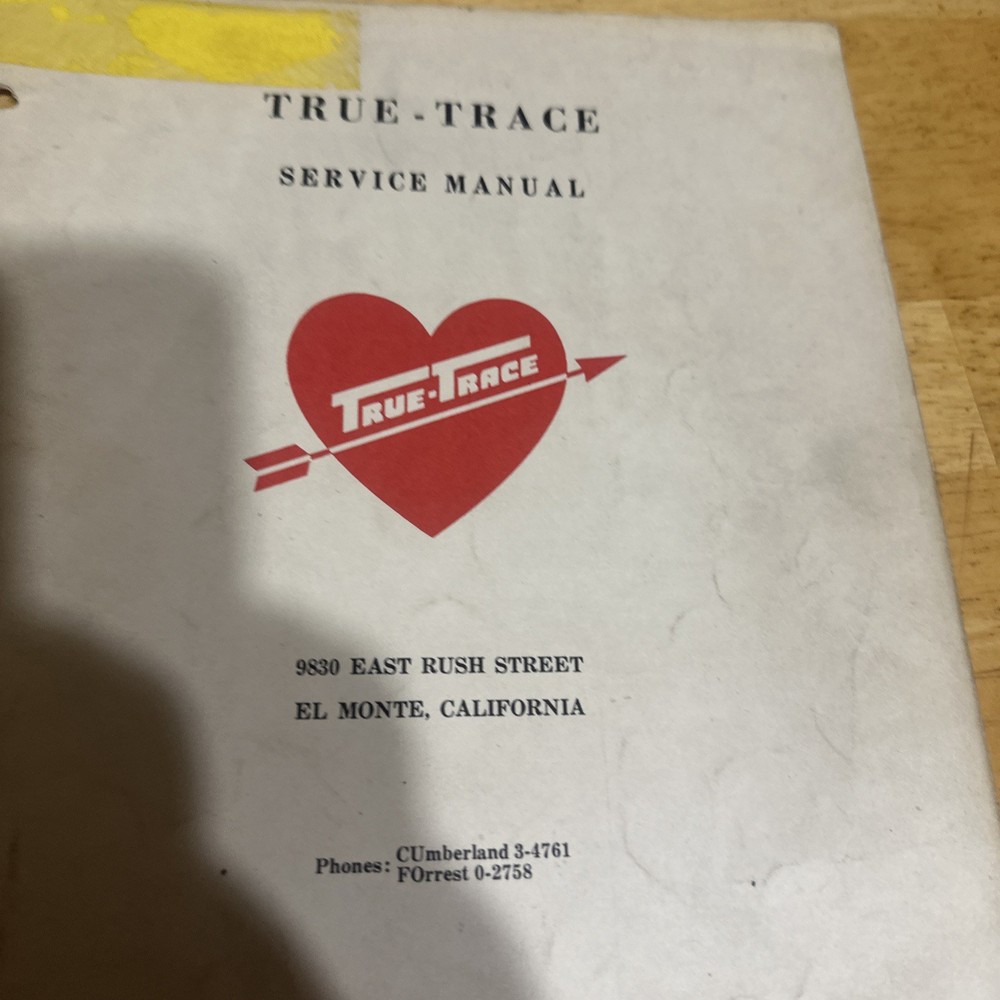 TRUE-TRACE
SERVICE MANUAL
TRUE-TRACE
9830 EAST RUSH STREET
EL MONTE, CALIFORNIA
Phones: CUmberland 3-4761
FOrrest 0-2758